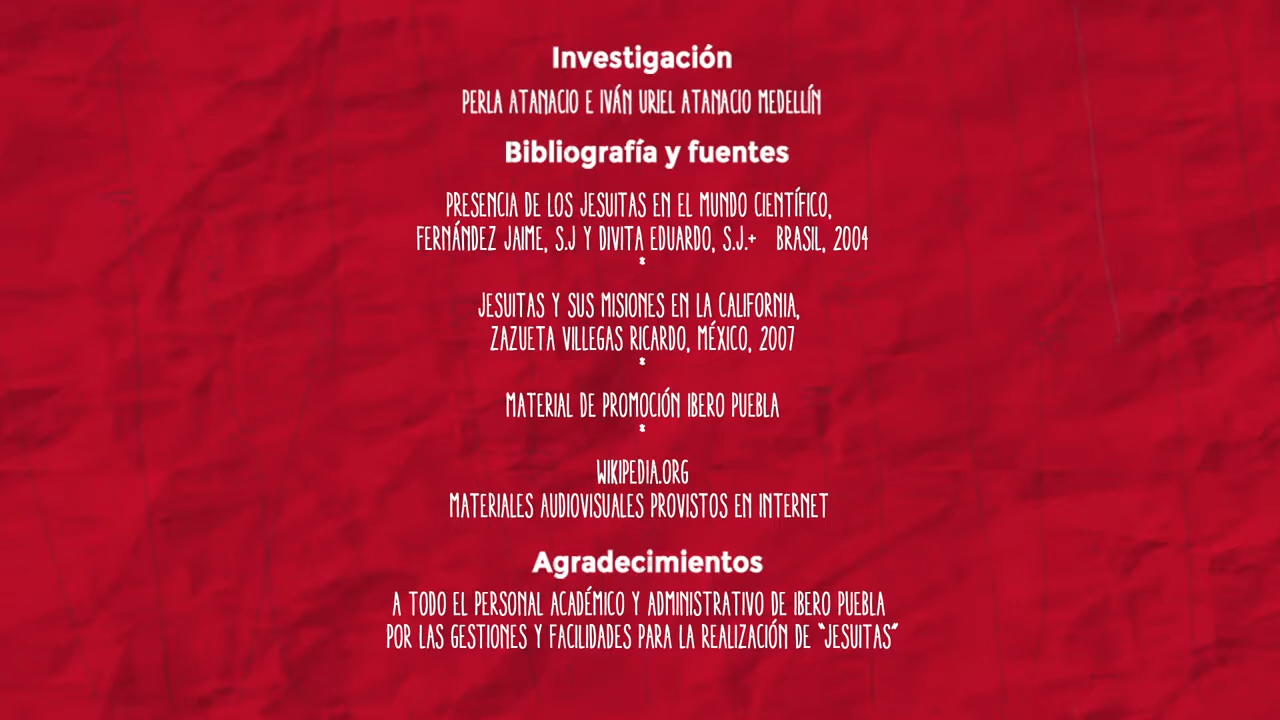 Investigación
PERLA ATANACIO E IVÁN URIEL ATANACIO MEDELLÍN
Bibliografía y fuentes
PRESENCIA DE LOS JESUITAS EN EL MUNDO CIENTÍFICO,
FERNÁNDEZ JAIME, S.J Y DIVITA EDUARDO, S.J.+ BRASIL, 2004
*
JESUITAS Y SUS MISIONES EN LA CALIFORNIA,
ZAZUETA VILLEGAS RICARDO, MÉXICO, 2007
*
MATERIAL DE PROMOCIÓN IBERO PUEBLA
*
WIKIPEDIA.ORG
MATERIALES AUDIOVISUALES PROVISTOS EN INTERNET
Agradecimientos
A TODO EL PERSONAL ACADÉMICO Y ADMINISTRATIVO DE IBERO PUEBLA
POR LAS GESTIONES Y FACILIDADES PARA LA REALIZACIÓN DE "JESUITAS"